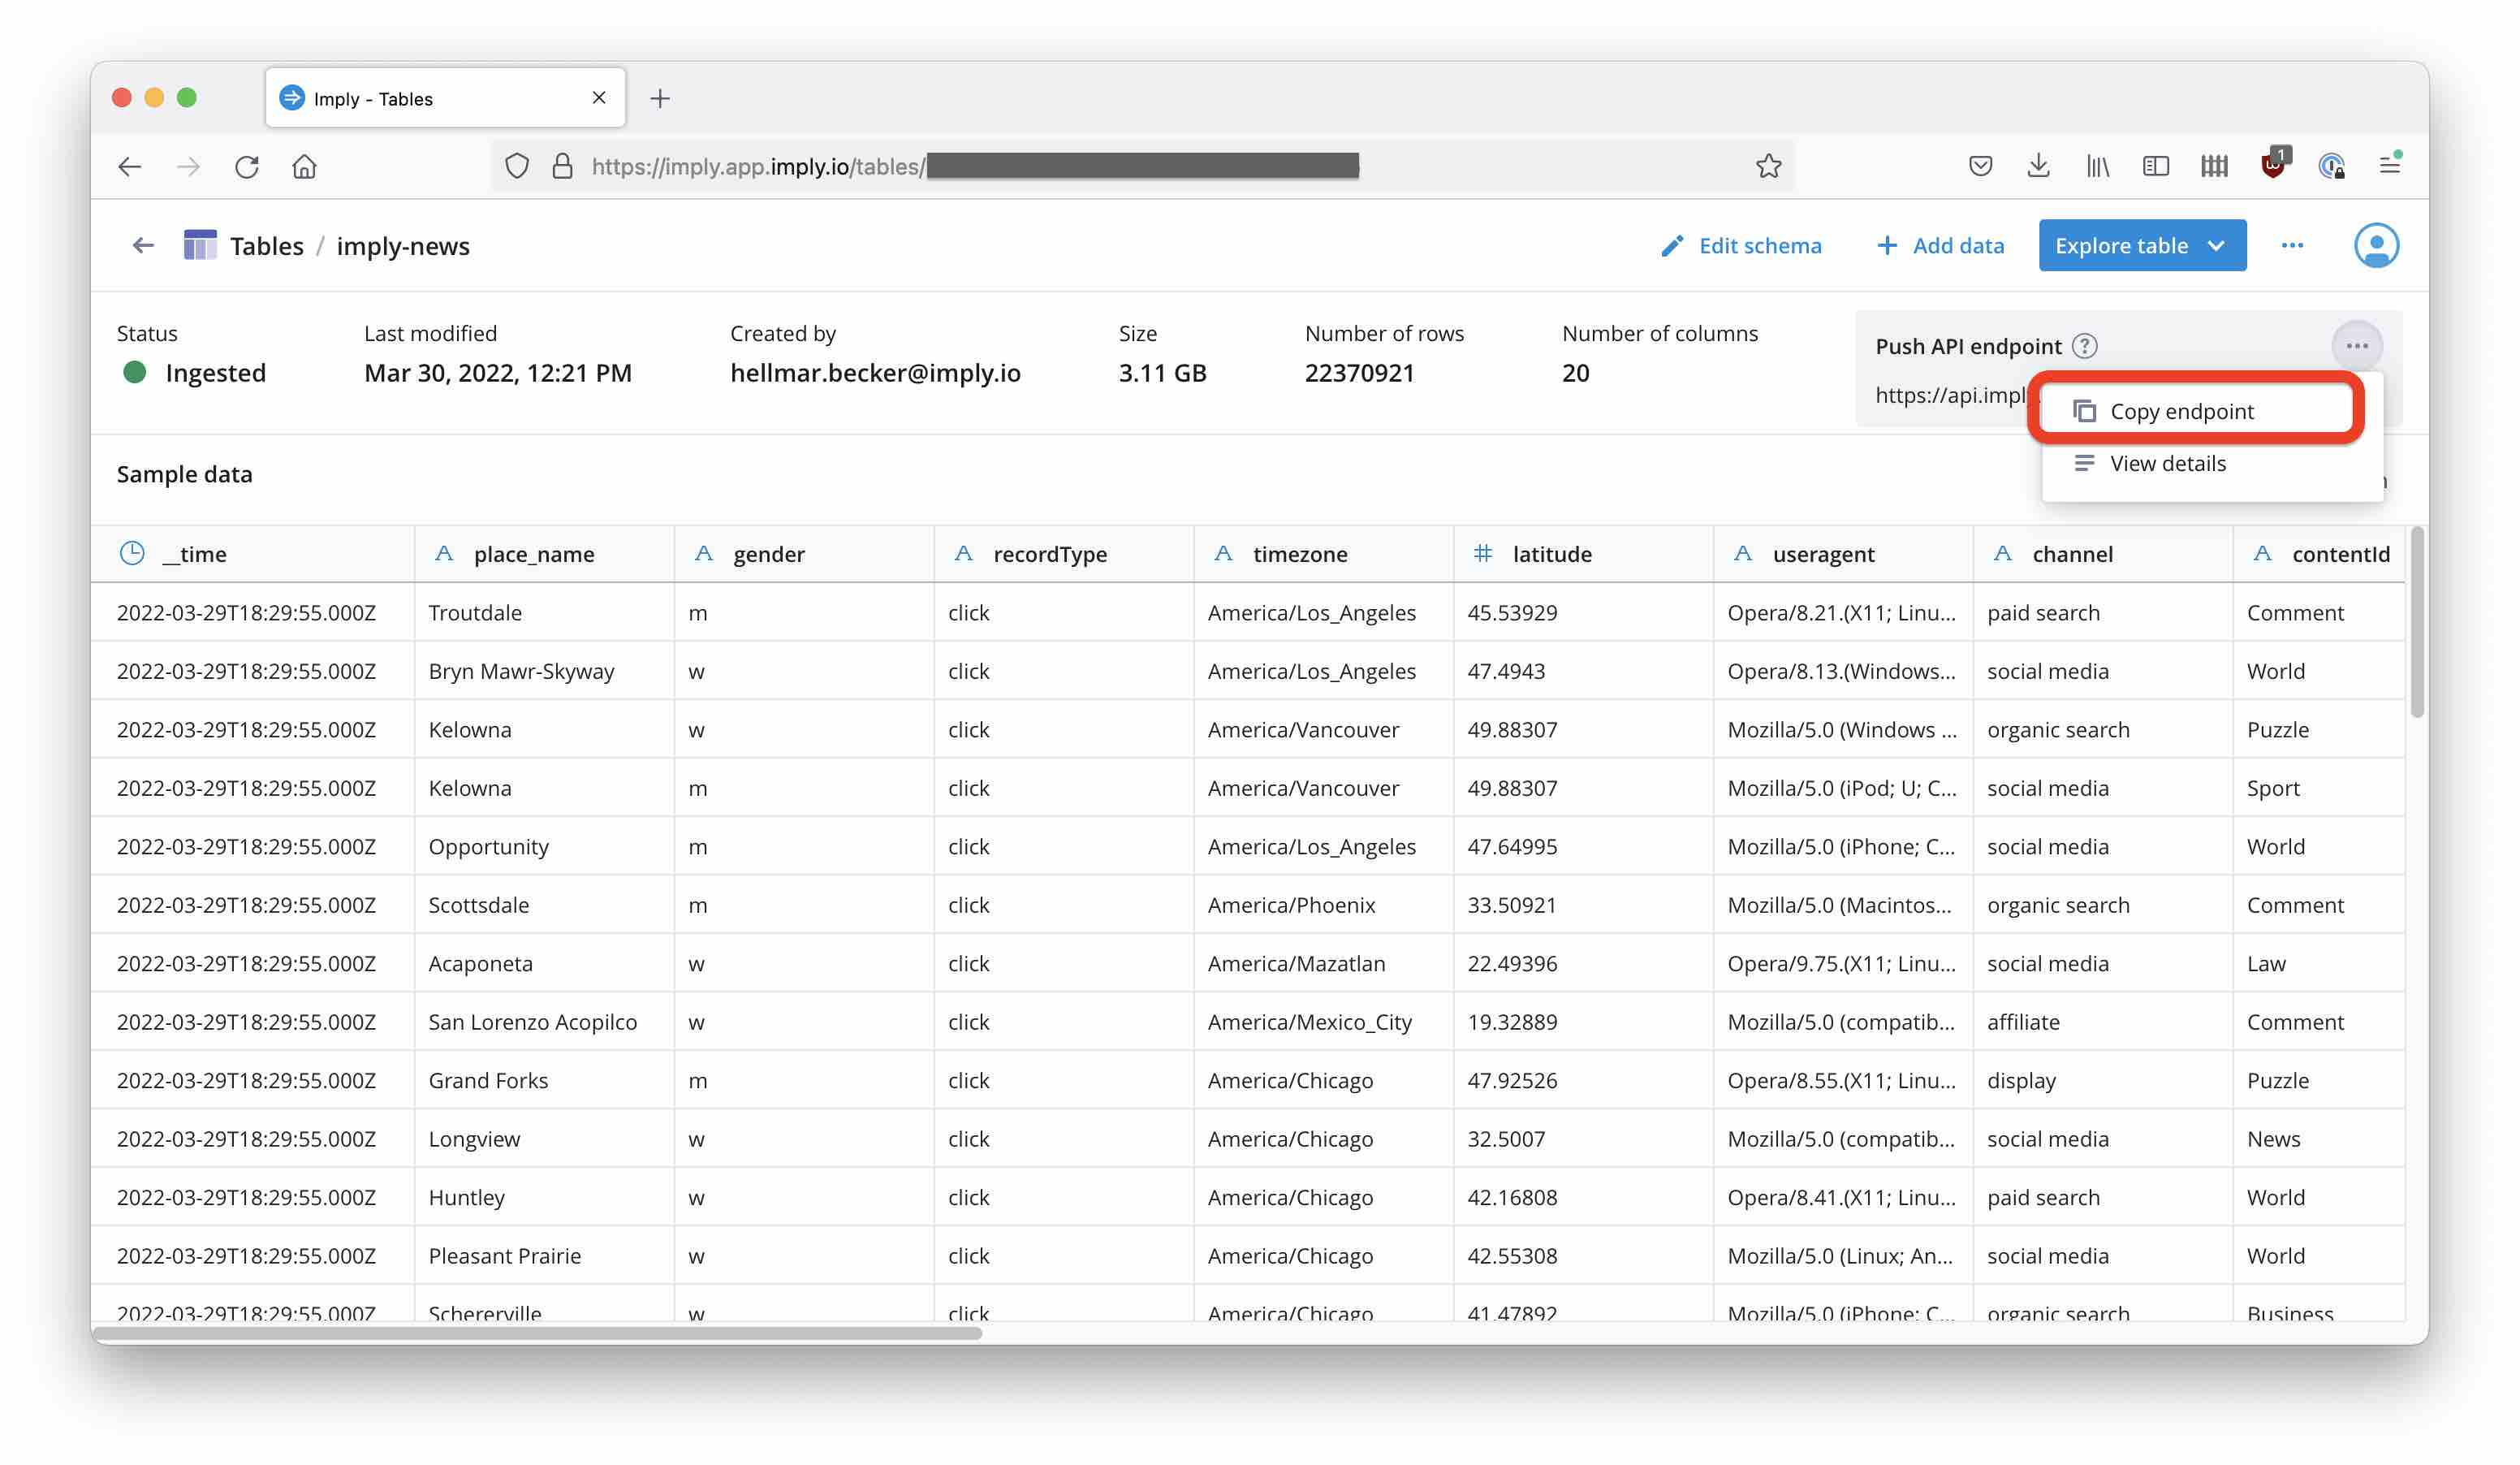 Imply - Tables
1
https://imply.app.imply.io/tables/
Tables / imply-news
Edit schema
Add data
Explore table
Status
Last modified
Created by
Size
Number of rows
Number of columns
Push API endpoint ?
Ingested
Mar 30, 2022, 12:21 PM
hellmar.becker@imply.io
3.11 GB
22370921
20
https://api.imply.
Copy endpoint
View details
Sample data
__time A place_name A gender A recordType A timezone # latitude A useragent A channel A contentId
2022-03-29T18:29:55.000Z Troutdale m click America/Los_Angeles 45.53929 Opera/8.21.(X11; Linu... paid search Comment
2022-03-29T18:29:55.000Z Bryn Mawr-Skyway w click America/Los_Angeles 47.4943 Opera/8.13.(Windows... social media World
2022-03-29T18:29:55.000Z Kelowna w click America/Vancouver 49.88307 Mozilla/5.0 (Windows ... organic search Puzzle
2022-03-29T18:29:55.000Z Kelowna m click America/Vancouver 49.88307 Mozilla/5.0 (iPod; U; C... social media Sport
2022-03-29T18:29:55.000Z Opportunity m click America/Los_Angeles 47.64995 Mozilla/5.0 (iPhone; C... social media World
2022-03-29T18:29:55.000Z Scottsdale m click America/Phoenix 33.50921 Mozilla/5.0 (Macintos... organic search Comment
2022-03-29T18:29:55.000Z Acaponeta w click America/Mazatlan 22.49396 Opera/9.75.(X11; Linu... social media Law
2022-03-29T18:29:55.000Z San Lorenzo Acopilco w click America/Mexico_City 19.32889 Mozilla/5.0 (compatib... affiliate Comment
2022-03-29T18:29:55.000Z Grand Forks m click America/Chicago 47.92526 Opera/8.55.(X11; Linu... display Puzzle
2022-03-29T18:29:55.000Z Longview w click America/Chicago 32.5007 Mozilla/5.0 (compatib... social media News
2022-03-29T18:29:55.000Z Huntley w click America/Chicago 42.16808 Opera/8.41.(X11; Linu... paid search World
2022-03-29T18:29:55.000Z Pleasant Prairie w click America/Chicago 42.55308 Mozilla/5.0 (Linux; An... social media World
2022-03-29T18:29:55.000Z Schererville w click America/Chicago 41.47892 Mozilla/5.0 (iPhone; C... organic search Business